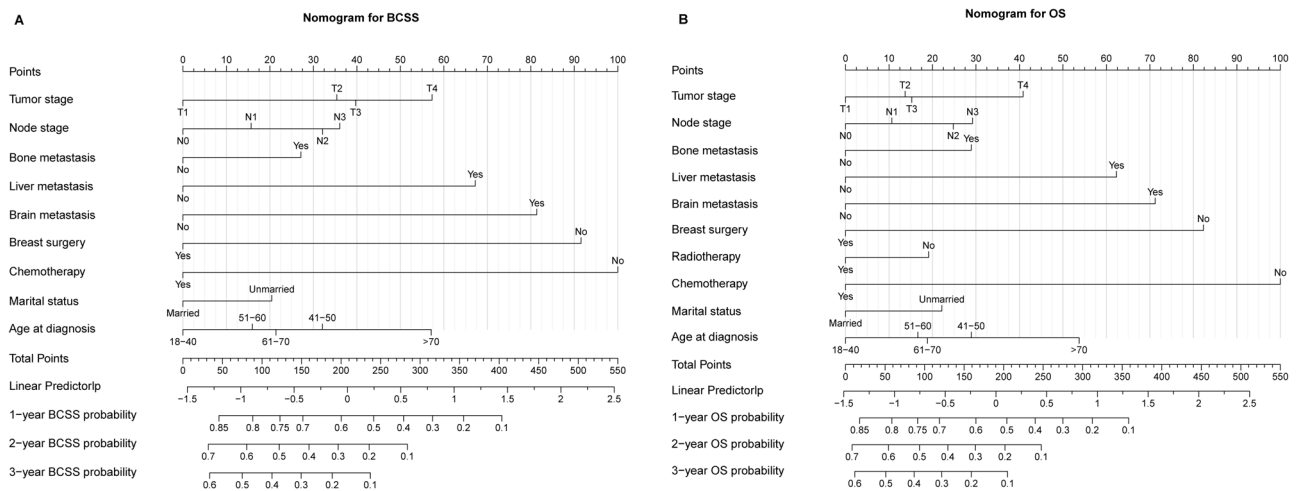 A
Nomogram for BCSS
0 10 20 30 40 50 60 70 80 90 100
Points
T2 T4
Tumor stage
T1 T3
N1 N3
Node stage
N0 N2
Yes
Bone metastasis
No
Yes
Liver metastasis
No
Yes
Brain metastasis
No
No
Breast surgery
Yes
No
Chemotherapy
Yes
Unmarried
Marital status
Married
51−60 41−50
Age at diagnosis
18−40 61−70 >70
Total Points
0 50 100 150 200 250 300 350 400 450 500 550
Linear Predictorlp
−1.5 −1 −0.5 0 0.5 1 1.5 2 2.5
1−year BCSS probability
0.85 0.8 0.75 0.7 0.6 0.5 0.4 0.3 0.2 0.1
2−year BCSS probability
0.7 0.6 0.5 0.4 0.3 0.2 0.1
3−year BCSS probability
0.6 0.5 0.4 0.3 0.2 0.1
B
Nomogram for OS
0 10 20 30 40 50 60 70 80 90 100
Points
T2 T4
Tumor stage
T1 T3
N1 N3
Node stage
N0 N2
Yes
Bone metastasis
No
Yes
Liver metastasis
No
Yes
Brain metastasis
No
No
Breast surgery
Yes
No
Radiotherapy
Yes
No
Chemotherapy
Yes
Unmarried
Marital status
Married
51−60 41−50
Age at diagnosis
18−40 61−70 >70
Total Points
0 50 100 150 200 250 300 350 400 450 500 550
Linear Predictorlp
−1.5 −1 −0.5 0 0.5 1 1.5 2 2.5
1−year OS probability
0.85 0.8 0.75 0.7 0.6 0.5 0.4 0.3 0.2 0.1
2−year OS probability
0.7 0.6 0.5 0.4 0.3 0.2 0.1
3−year OS probability
0.6 0.5 0.4 0.3 0.2 0.1